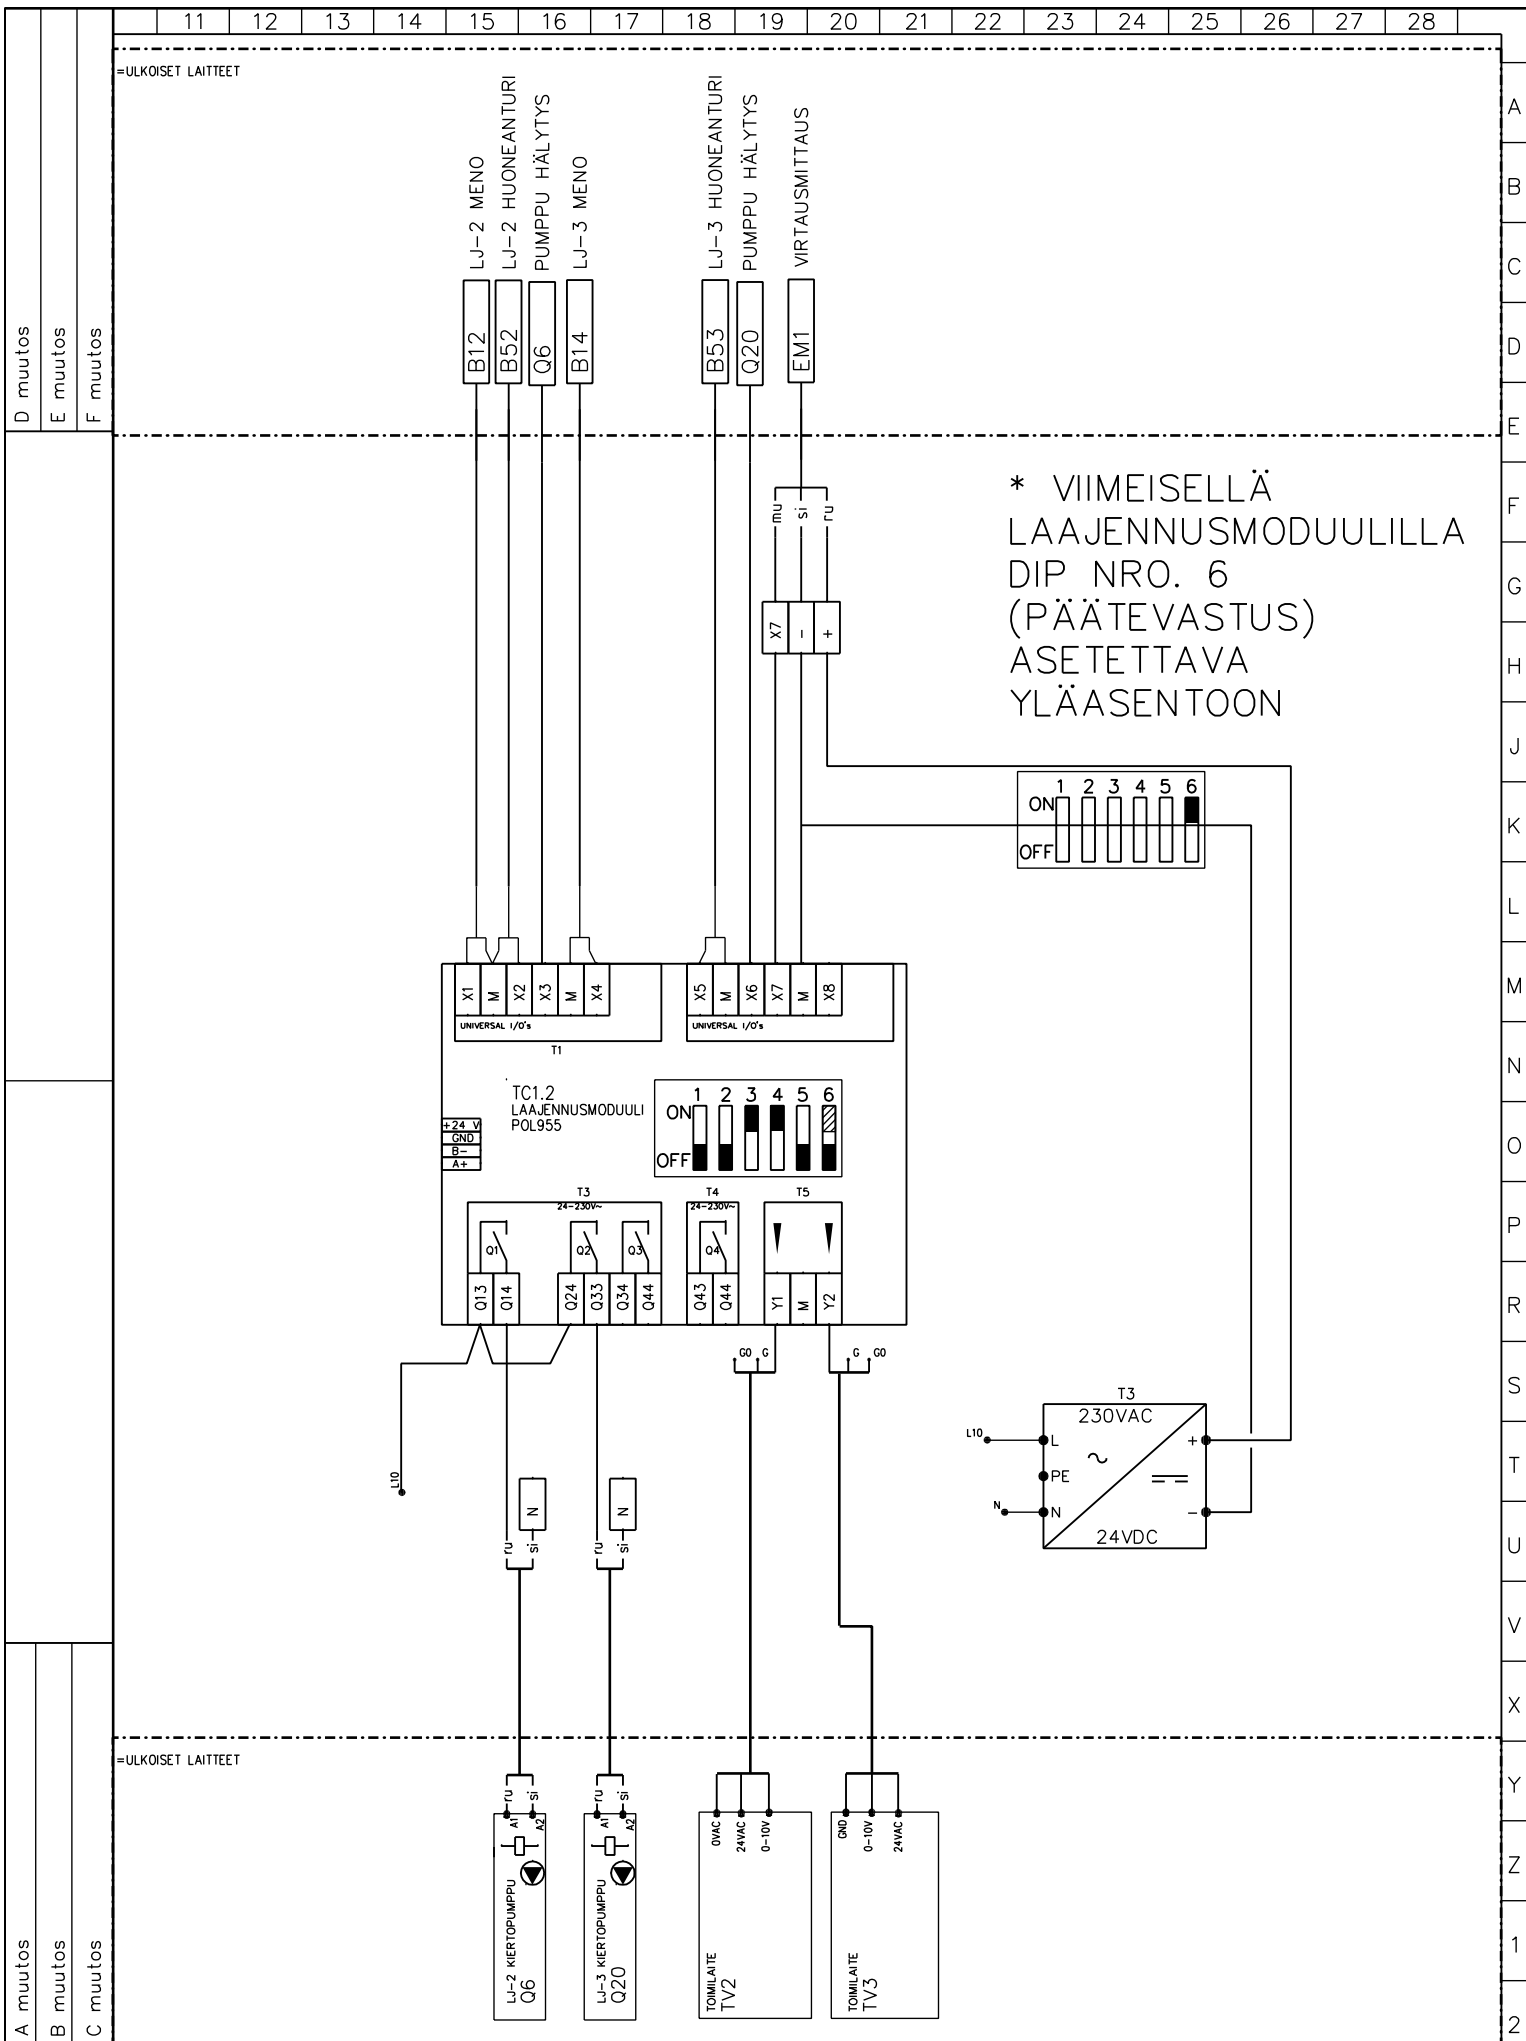 11 12 13 14 15 16 17 18 19 20 21 22 23 24 25 26 27 28
=ULKOISET LAITTEET
A
B
C
D
E
F
G
H
J
K
L
M
N
O
P
R
S
T
U
V
X
Y
Z
1
2
D muutos
E muutos
F muutos
B12 LJ-2 MENO
B52 LJ-2 HUONEANTURI
Q6 PUMPPU HÄLYTYS
B14 LJ-3 MENO
B53 LJ-3 HUONEANTURI
Q20 PUMPPU HÄLYTYS
EM1 VIRTAUSMITTAUS
mu si ru
X7 - +
* VIIMEISELLÄ
LAAJENNUSMODUULILLA
DIP NRO. 6
(PÄÄTEVASTUS)
ASETETTAVA
YLÄASENTOON
1 2 3 4 5 6
ON
OFF
X1 M X2 X3 M X4
UNIVERSAL I/O's
T1
X5 M X6 X7 M X8
UNIVERSAL I/O's
TC1.2
LAAJENNUSMODUULI
POL955
1 2 3 4 5 6
ON
OFF
+24 V
GND
B-
A+
T3
24-230V~
Q1 Q2 Q3
Q13 Q14 Q24 Q33 Q34 Q44
T4
24-230V~
Q4
Q43 Q44
T5
Y1 M Y2
G0 G
G G0
L10
ru si N
ru si N
T3
230VAC
L10 L +
PE
N N -
24VDC
=ULKOISET LAITTEET
ru si
A1 A2
LJ-2 KIERTOPUMPPU
Q6
ru si
A1 A2
LJ-3 KIERTOPUMPPU
Q20
0VAC 24VAC 0-10V
TOIMILAITE
TV2
GND 0-10V 24VAC
TOIMILAITE
TV3
A muutos
B muutos
C muutos